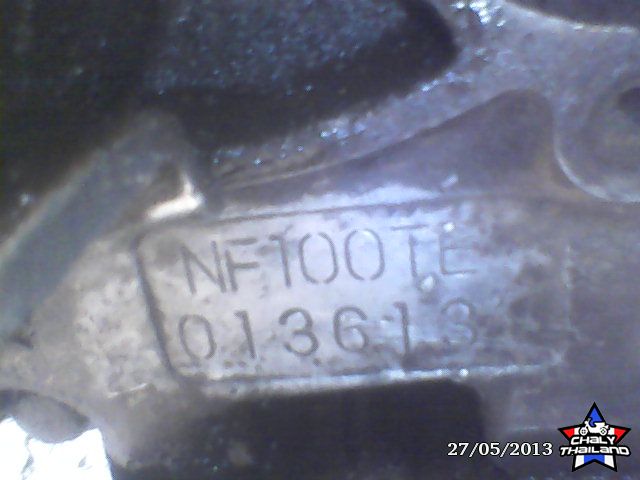 NF100TE
013613
27/05/2013
CHALY
THAILAND